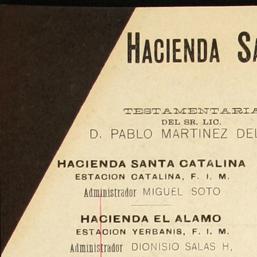 HACIENDA SA
TESTAMENTARIA
DEL SR. LIC.
D. PABLO MARTINEZ DEL
HACIENDA SANTA CATALINA
ESTACION CATALINA, F. I. M.
Administrador MIGUEL SOTO
HACIENDA EL ALAMO
ESTACION YERBANIS, F. I. M.
Administrador DIONISIO SALAS H,